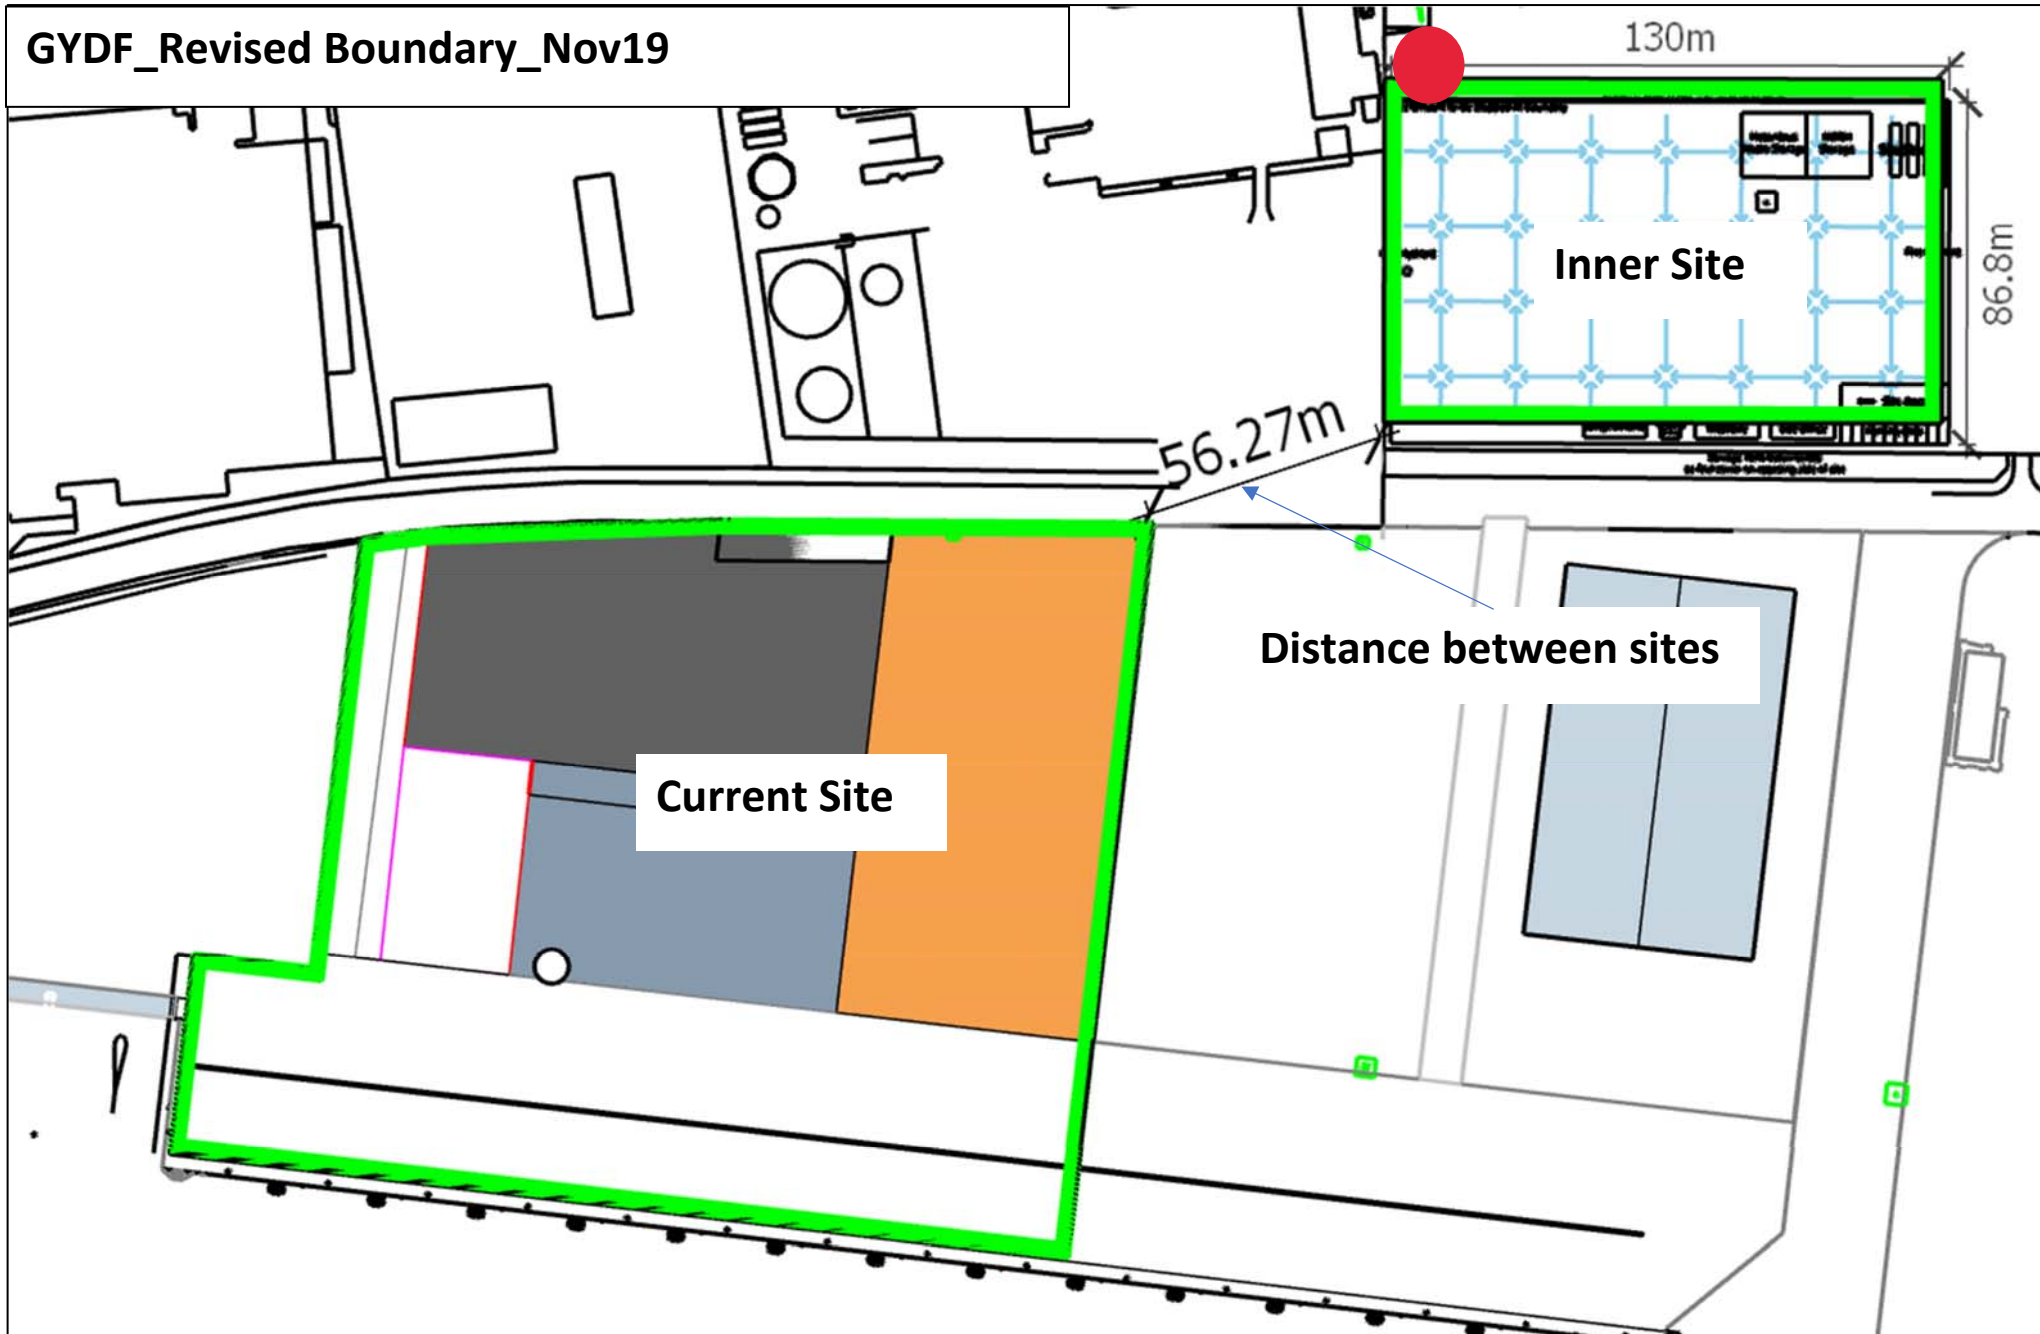 GYDF_Revised Boundary_Nov19
130m
86.8m
Inner Site
56.27m
Distance between sites
Current Site